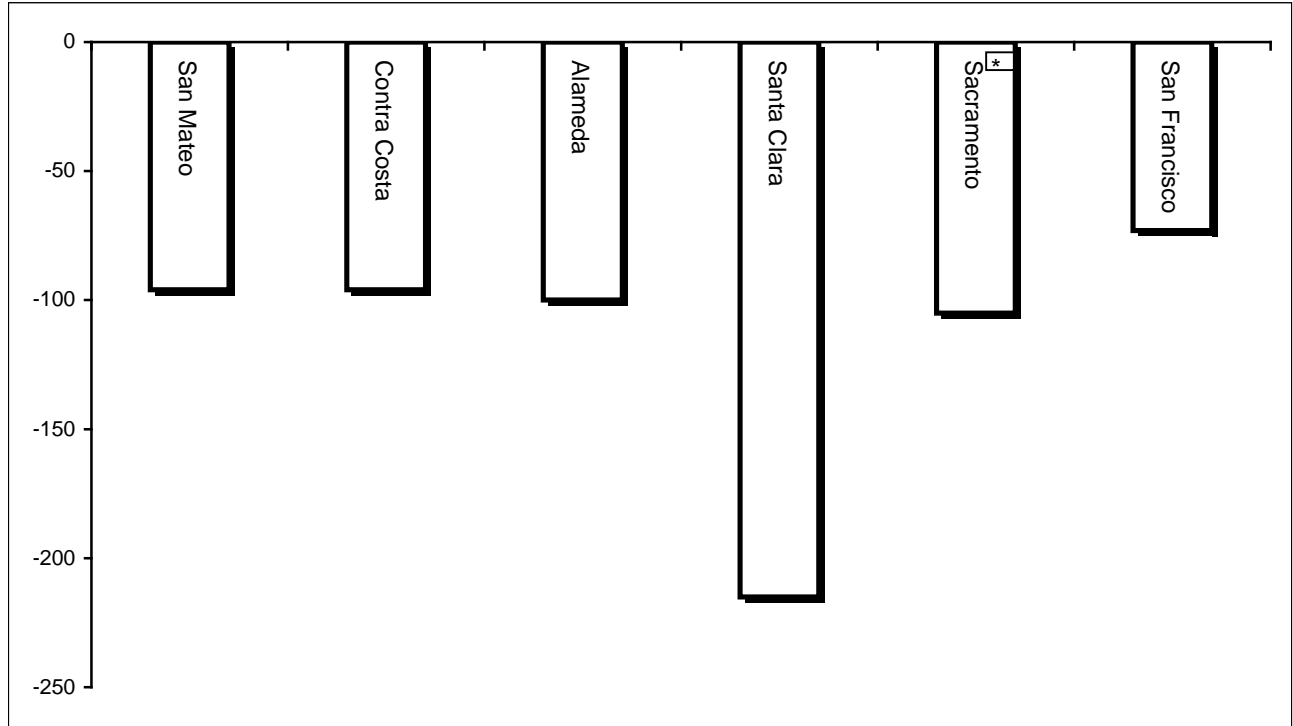 0
-50
-100
-150
-200
-250
San Mateo
Contra Costa
Alameda
Santa Clara
Sacramento
*
San Francisco